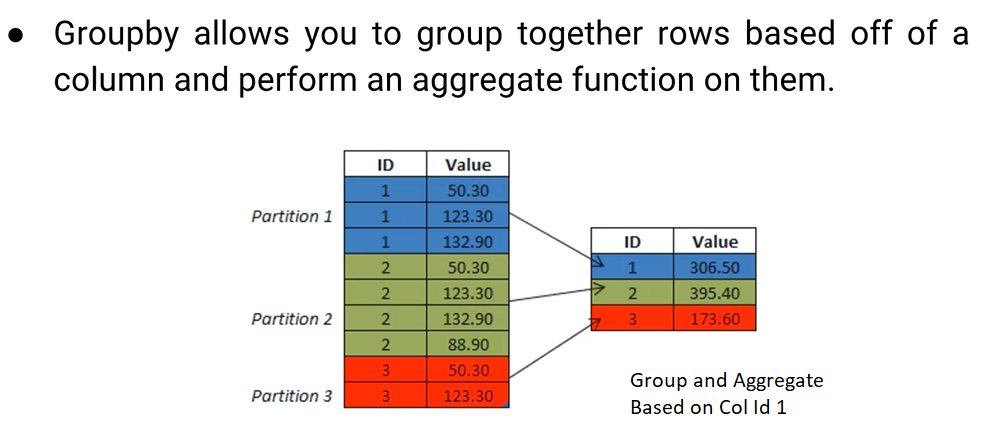 ● Groupby allows you to group together rows based off of a
column and perform an aggregate function on them.
ID Value
1 50.30
Partition 1 1 123.30
1 132.90
2 50.30
2 123.30
Partition 2 2 132.90
2 88.90
3 50.30
Partition 3 3 123.30
ID Value
1 306.50
2 395.40
3 173.60
Group and Aggregate
Based on Col Id 1